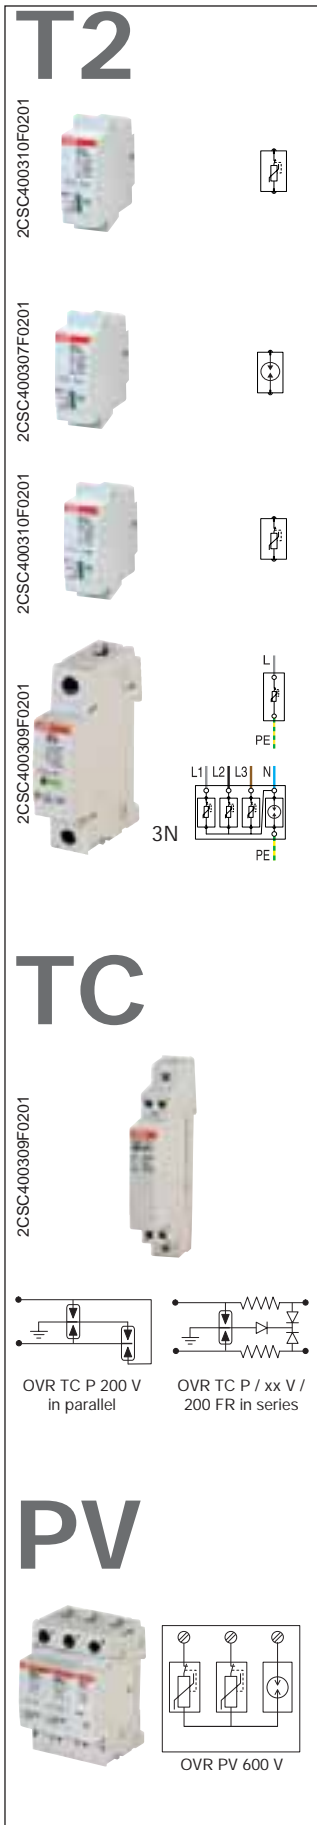 T2
2CSC400310F0201
2CSC400307F0201
2CSC400310F0201
2CSC400309F0201
L
PE
L1 L2 L3 N
3N
PE
TC
2CSC400309F0201
OVR TC P 200 V
in parallel
OVR TC P / xx V /
200 FR in series
PV
OVR PV 600 V